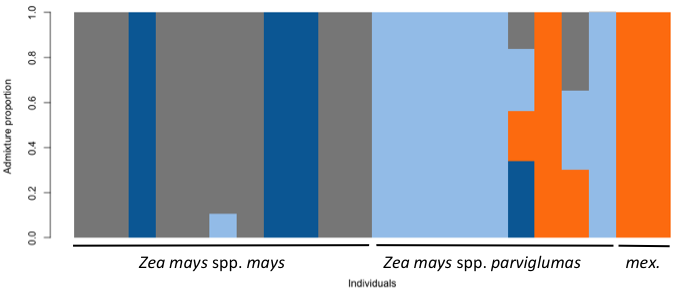 Admixture proportion
1.0
0.8
0.6
0.4
0.2
0.0
Zea mays spp. mays
Zea mays spp. parviglumas
mex.
Individuals